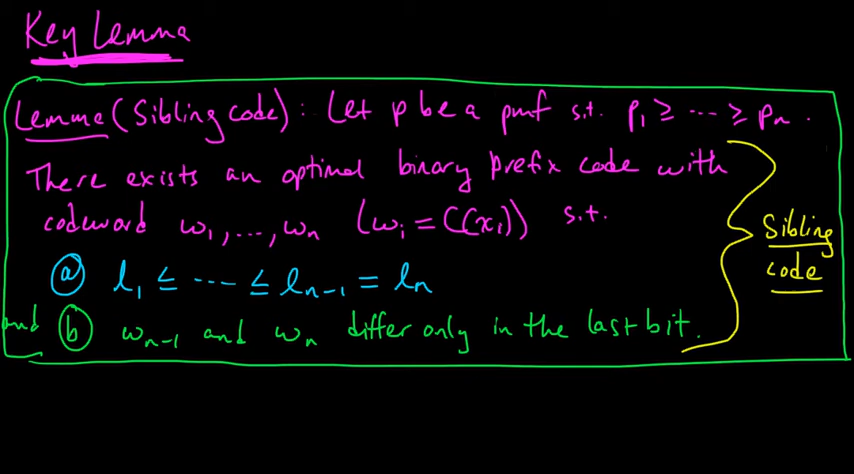 Key Lemma
Lemma (Sibling code): Let p be a pmf s.t. p₁ ≥ ⋯ ≥ pₙ.
There exists an optimal binary prefix code with
codeword w₁,...,wₙ (wᵢ = C(xᵢ)) s.t.
ⓐ l₁ ≤ ⋯ ≤ lₙ₋₁ = lₙ
and ⓑ wₙ₋₁ and wₙ differ only in the last bit.
Sibling
code